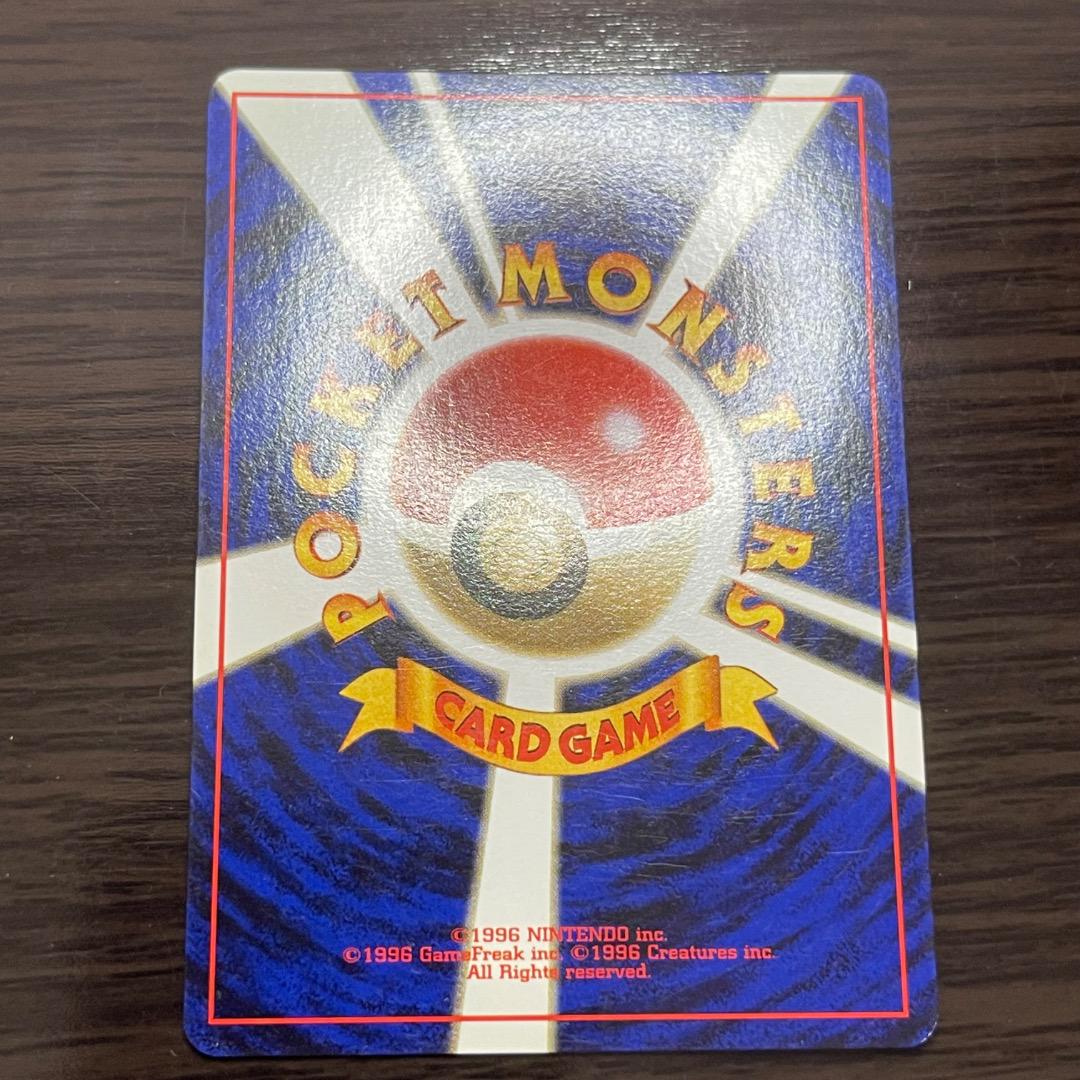 POCKET MONSTERS
CARD GAME
©1996 NINTENDO inc.
©1996 GameFreak inc. ©1996 Creatures inc.
All Rights reserved.